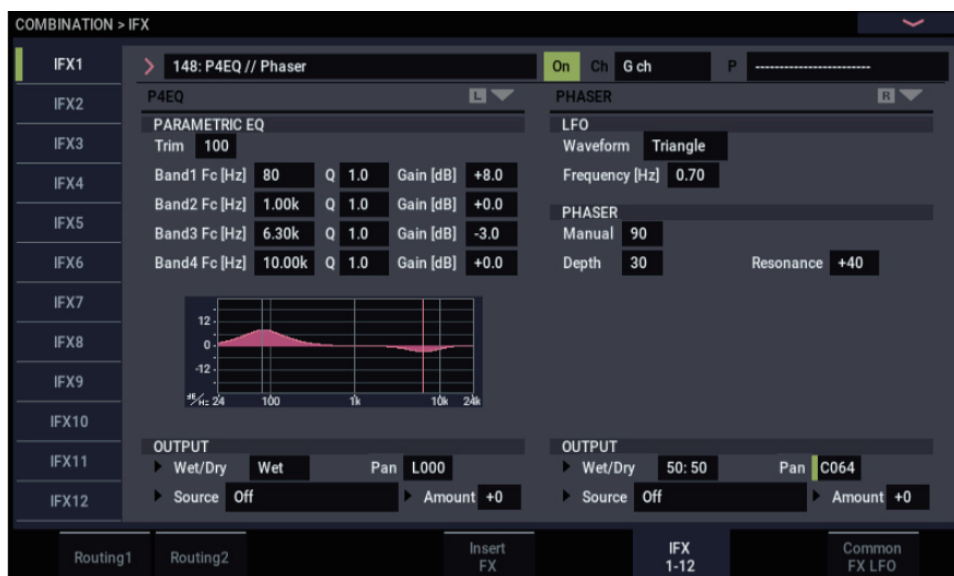 COMBINATION > IFX
IFX1
IFX2
IFX3
IFX4
IFX5
IFX6
IFX7
IFX8
IFX9
IFX10
IFX11
IFX12
148: P4EQ // Phaser
On Ch G ch P ------------------------
P4EQ L
PARAMETRIC EQ
Trim 100
Band1 Fc [Hz] 80 Q 1.0 Gain [dB] +8.0
Band2 Fc [Hz] 1.00k Q 1.0 Gain [dB] +0.0
Band3 Fc [Hz] 6.30k Q 1.0 Gain [dB] -3.0
Band4 Fc [Hz] 10.00k Q 1.0 Gain [dB] +0.0
12
0
-12
dB/Hz 24 100 1k 10k 24k
OUTPUT
Wet/Dry Wet Pan L000
Source Off Amount +0
PHASER R
LFO
Waveform Triangle
Frequency [Hz] 0.70
PHASER
Manual 90
Depth 30 Resonance +40
OUTPUT
Wet/Dry 50: 50 Pan C064
Source Off Amount +0
Routing1
Routing2
Insert
FX
IFX
1-12
Common
FX LFO